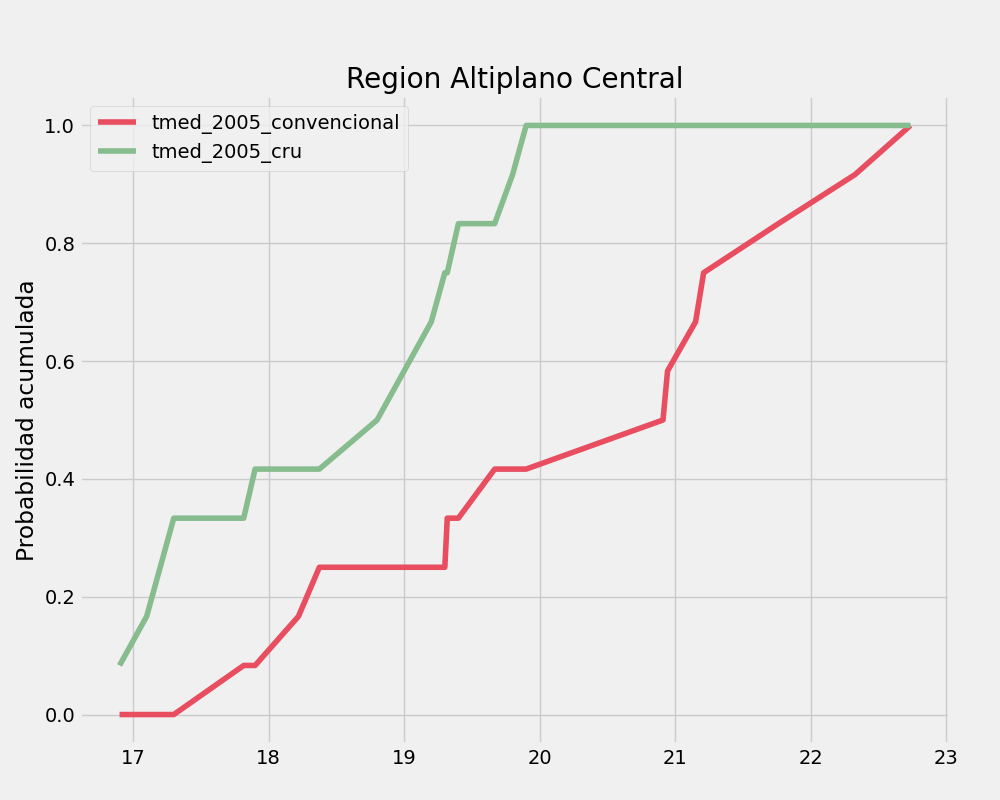 Region Altiplano Central
tmed_2005_convencional
tmed_2005_cru
Probabilidad acumulada
1.0
0.8
0.6
0.4
0.2
0.0
17 18 19 20 21 22 23